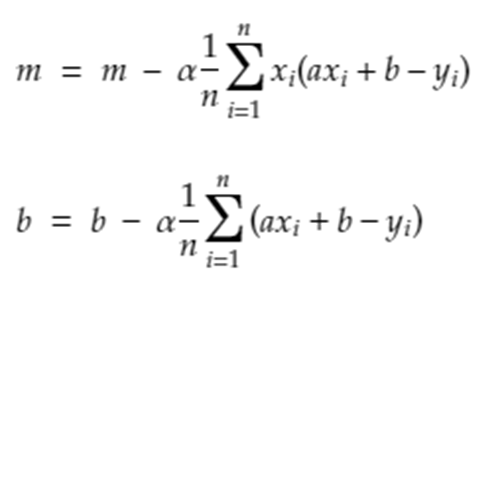 m = m − α 1/n ∑_{i=1}^{n} x_i(ax_i + b − y_i)
b = b − α 1/n ∑_{i=1}^{n} (ax_i + b − y_i)